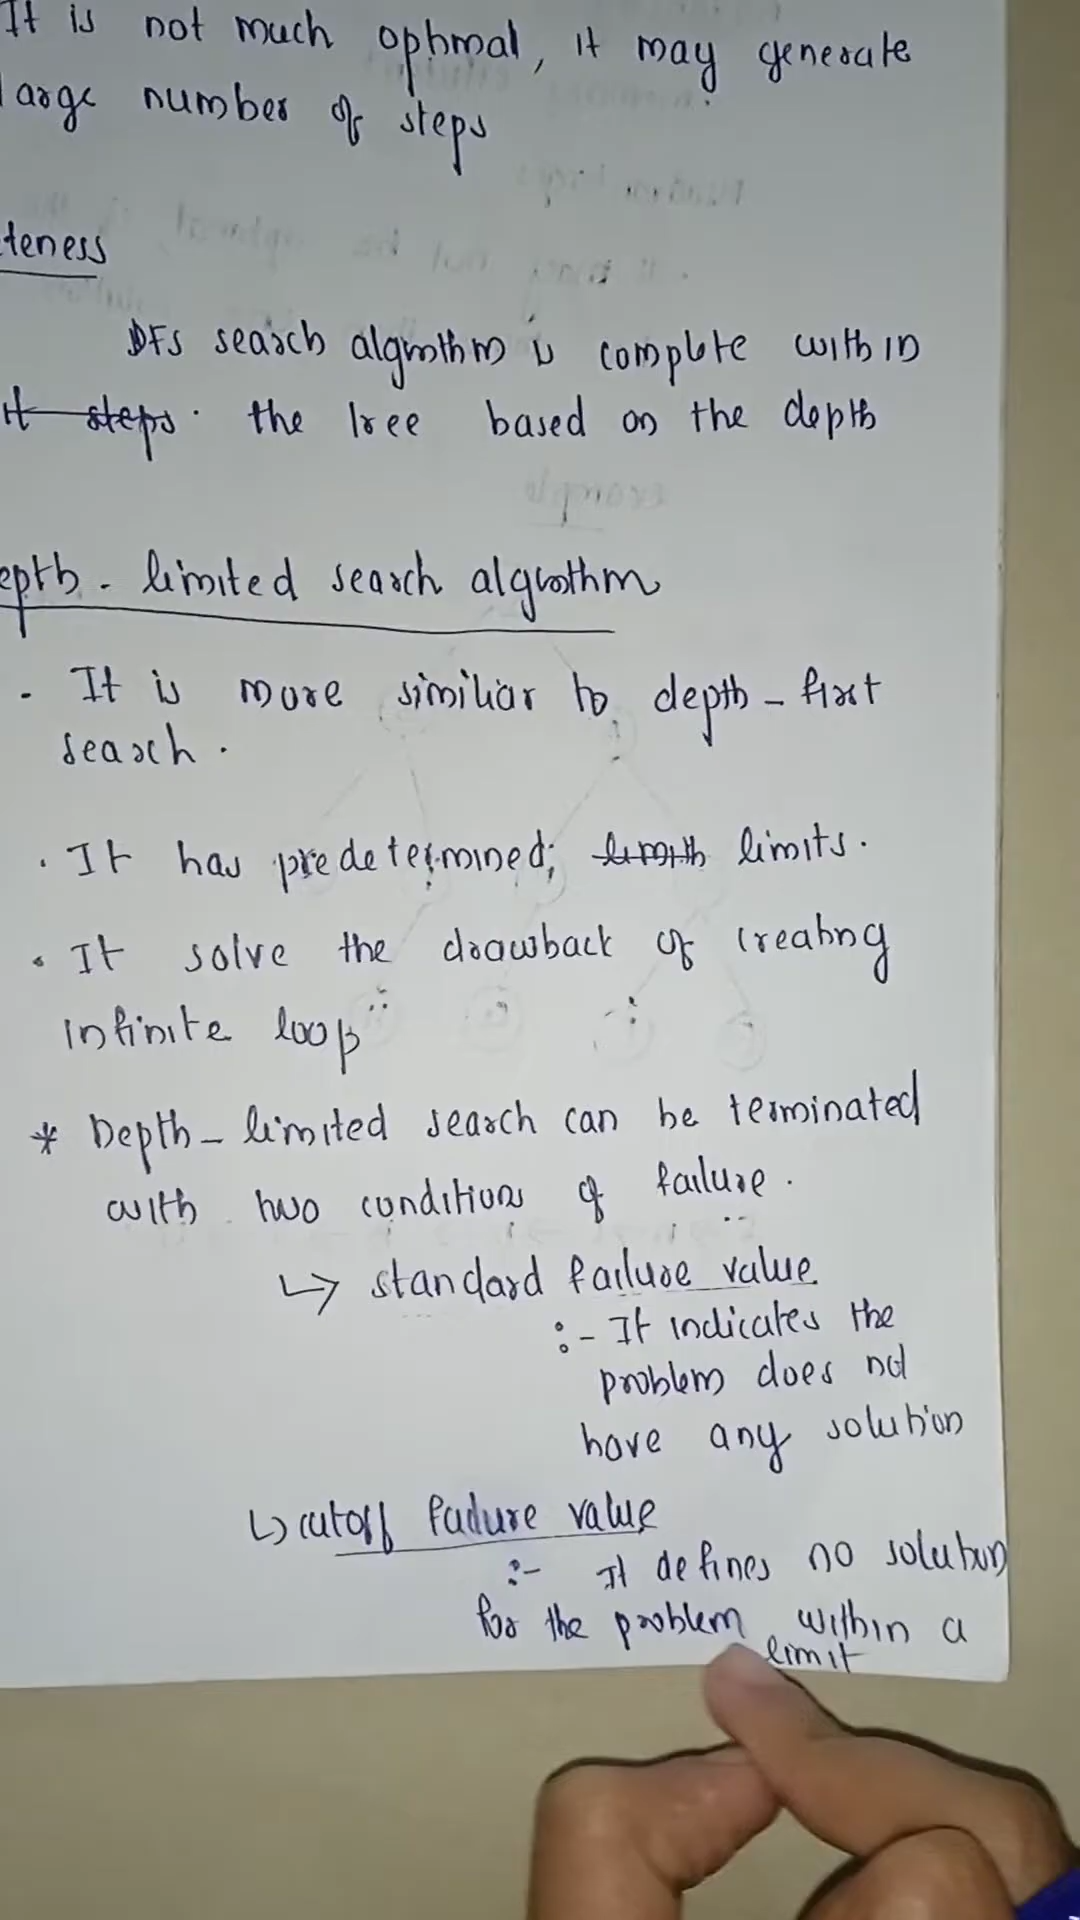 It is not much optimal, it may generate
large number of steps
teness
DFS search algrothm is complete within
it steps. the tree based on the depth
epth - limited search algrothm
- It is more similiar to depth - first
search.
. It has predetermined; limits.
. It solve the drawback of creating
infinite loop
* Depth - limited search can be terminated
with two conditions of failure.
↳ standard failure value
:- It indicates the
problem does not
have any solution
↳ cutoff failure value
:- It defines no solution
for the problem within a
limit